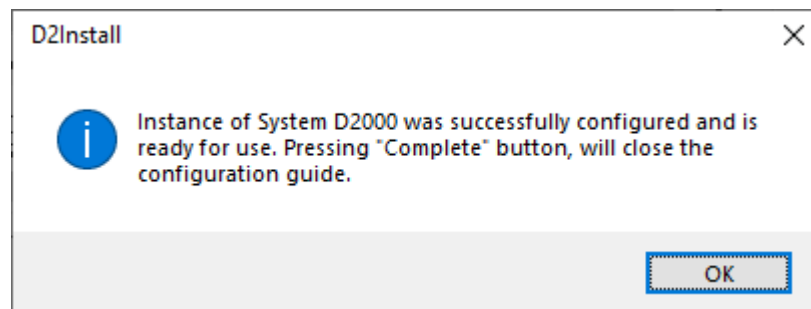 D2Install
Instance of System D2000 was successfully configured and is
ready for use. Pressing "Complete" button, will close the
configuration guide.
OK